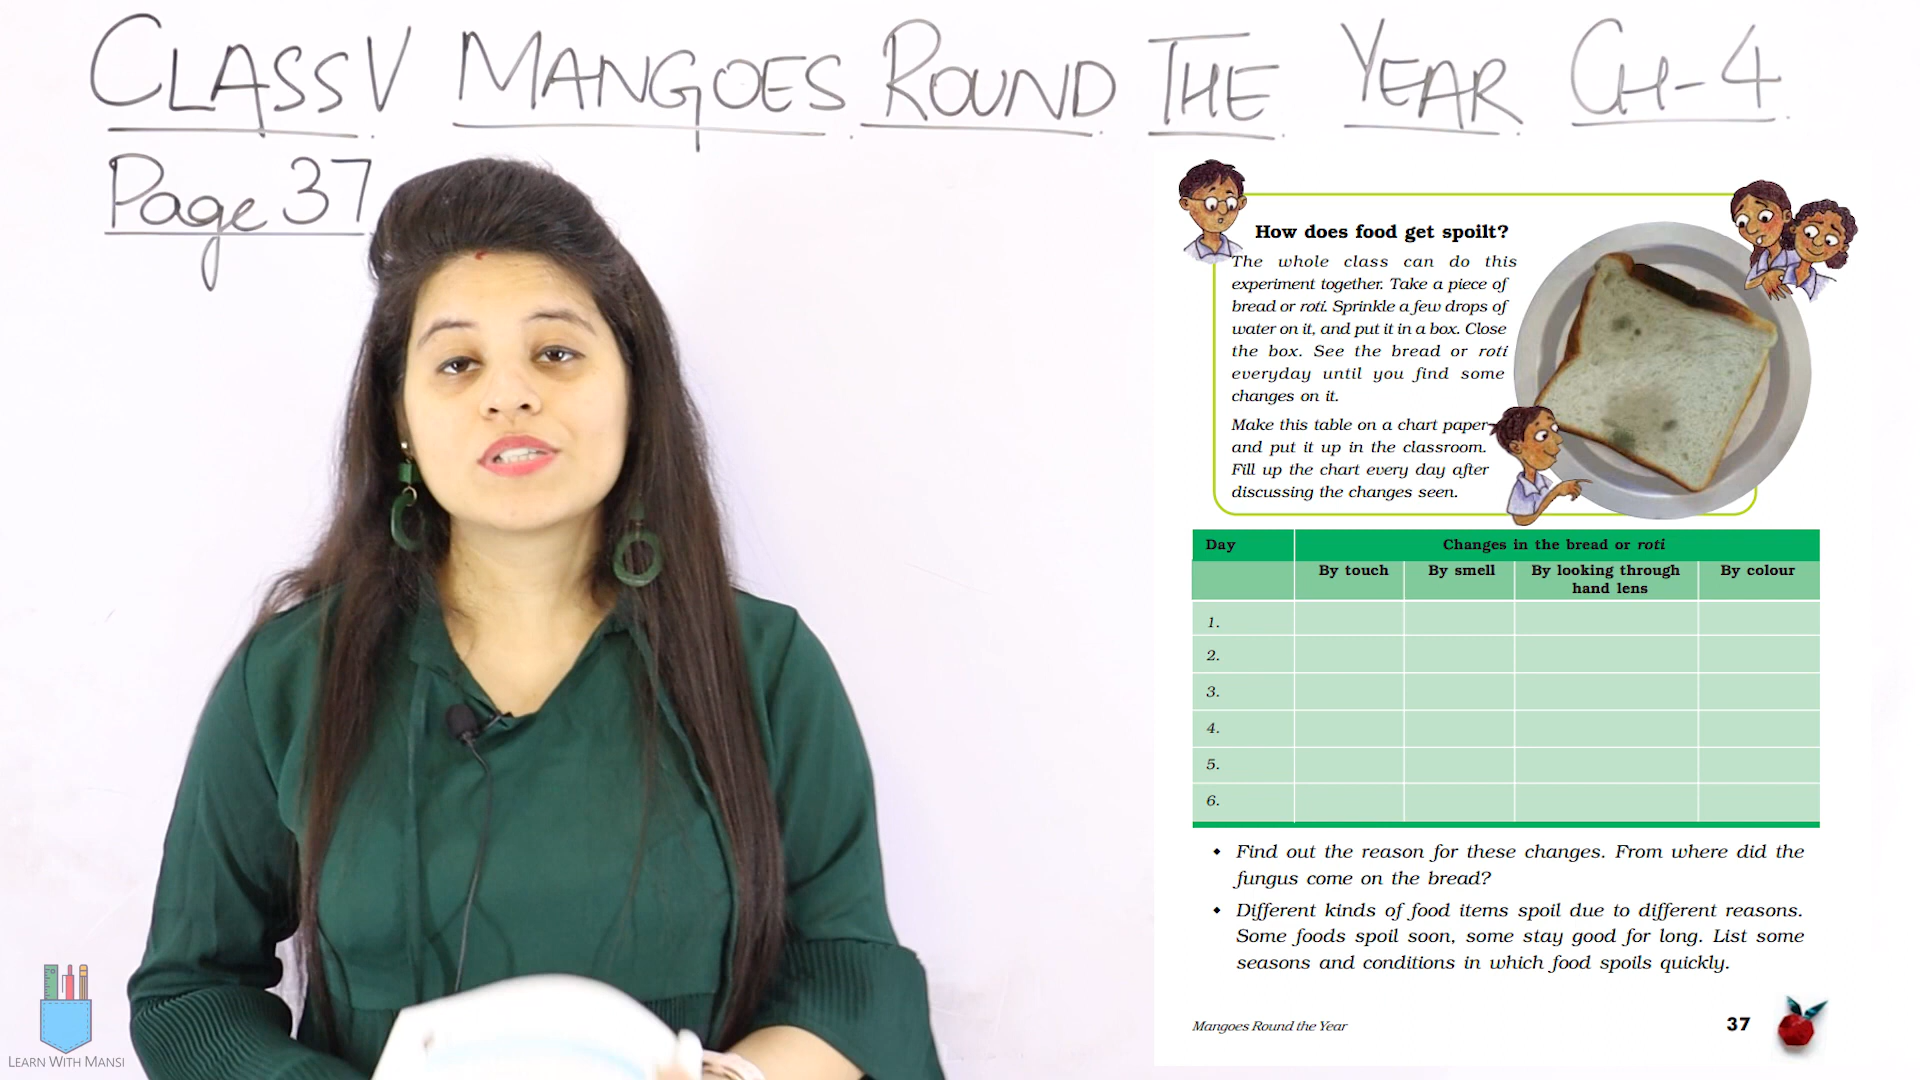 CLASS V MANGOES ROUND THE YEAR CH-4
Page 37
How does food get spoilt?
The whole class can do this
experiment together. Take a piece of
bread or roti. Sprinkle a few drops of
water on it, and put it in a box. Close
the box. See the bread or roti
everyday until you find some
changes on it.
Make this table on a chart paper
and put it up in the classroom.
Fill up the chart every day after
discussing the changes seen.
Day Changes in the bread or roti
By touch By smell By looking through By colour
hand lens
1.
2.
3.
4.
5.
6.
⬥ Find out the reason for these changes. From where did the
fungus come on the bread?
⬥ Different kinds of food items spoil due to different reasons.
Some foods spoil soon, some stay good for long. List some
seasons and conditions in which food spoils quickly.
Mangoes Round the Year 37
LEARN WITH MANSI